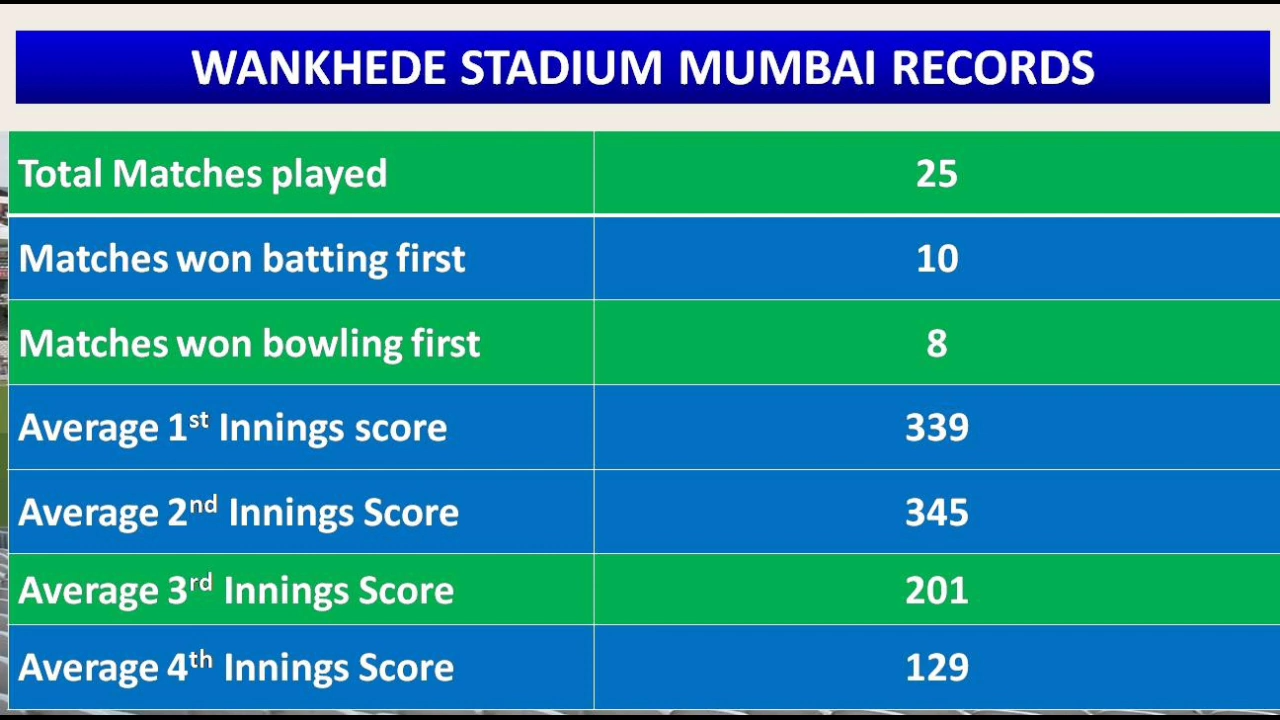 WANKHEDE STADIUM MUMBAI RECORDS
Total Matches played 25
Matches won batting first 10
Matches won bowling first 8
Average 1st Innings score 339
Average 2nd Innings Score 345
Average 3rd Innings Score 201
Average 4th Innings Score 129